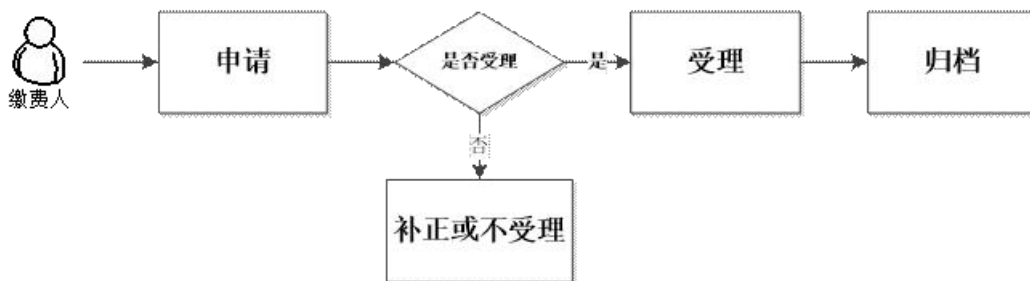 缴费人
申请
是否受理
是
受理
归档
否
补正或不受理